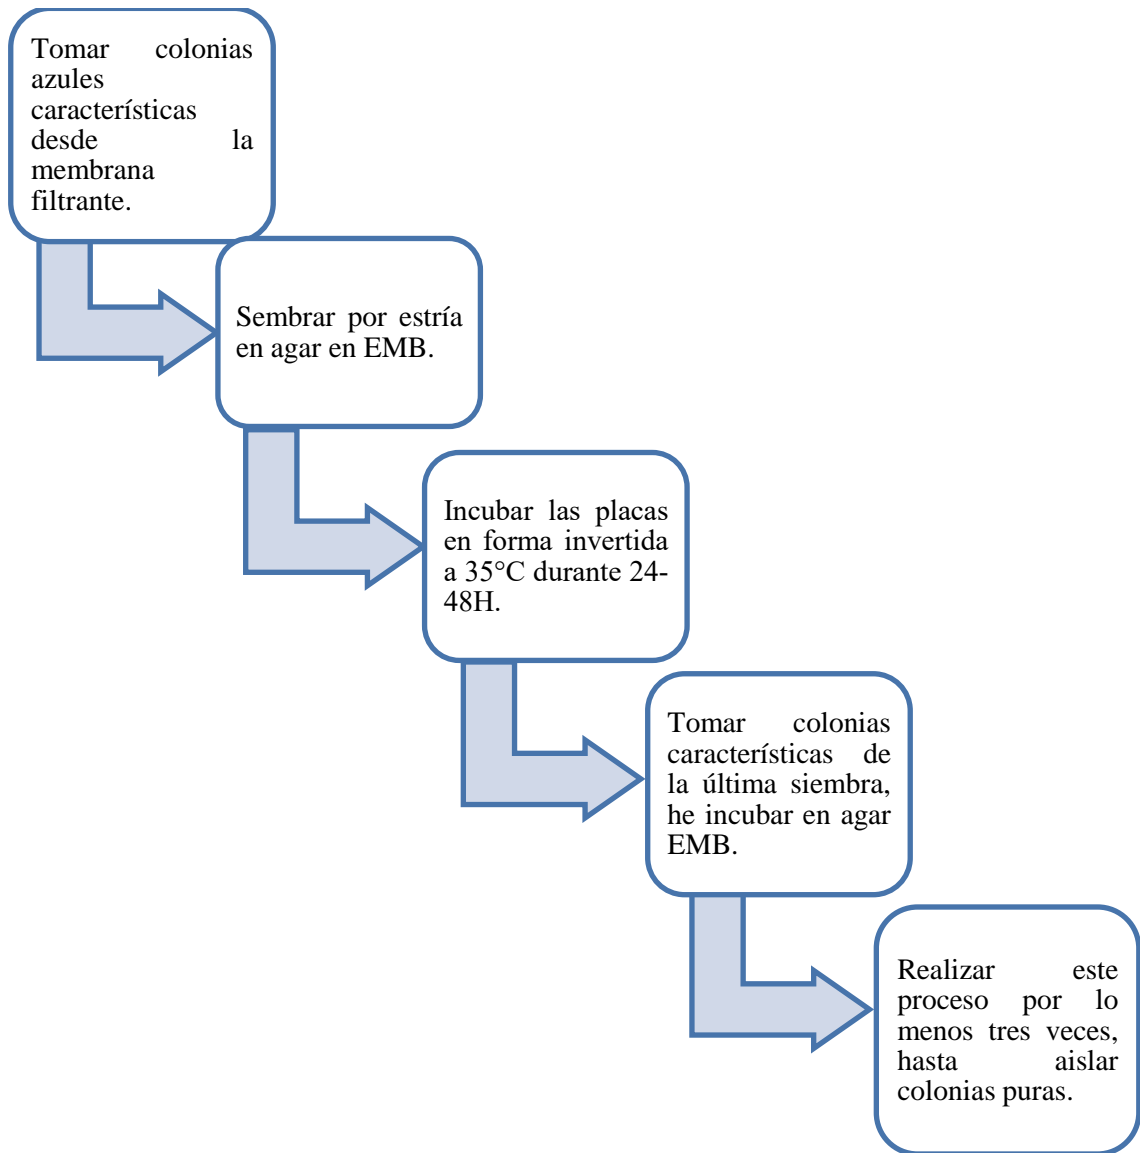 Tomar colonias
azules
características
desde la
membrana
filtrante.
Sembrar por estría
en agar en EMB.
Incubar las placas
en forma invertida
a 35°C durante 24-
48H.
Tomar colonias
características de
la última siembra,
he incubar en agar
EMB.
Realizar este
proceso por lo
menos tres veces,
hasta aislar
colonias puras.